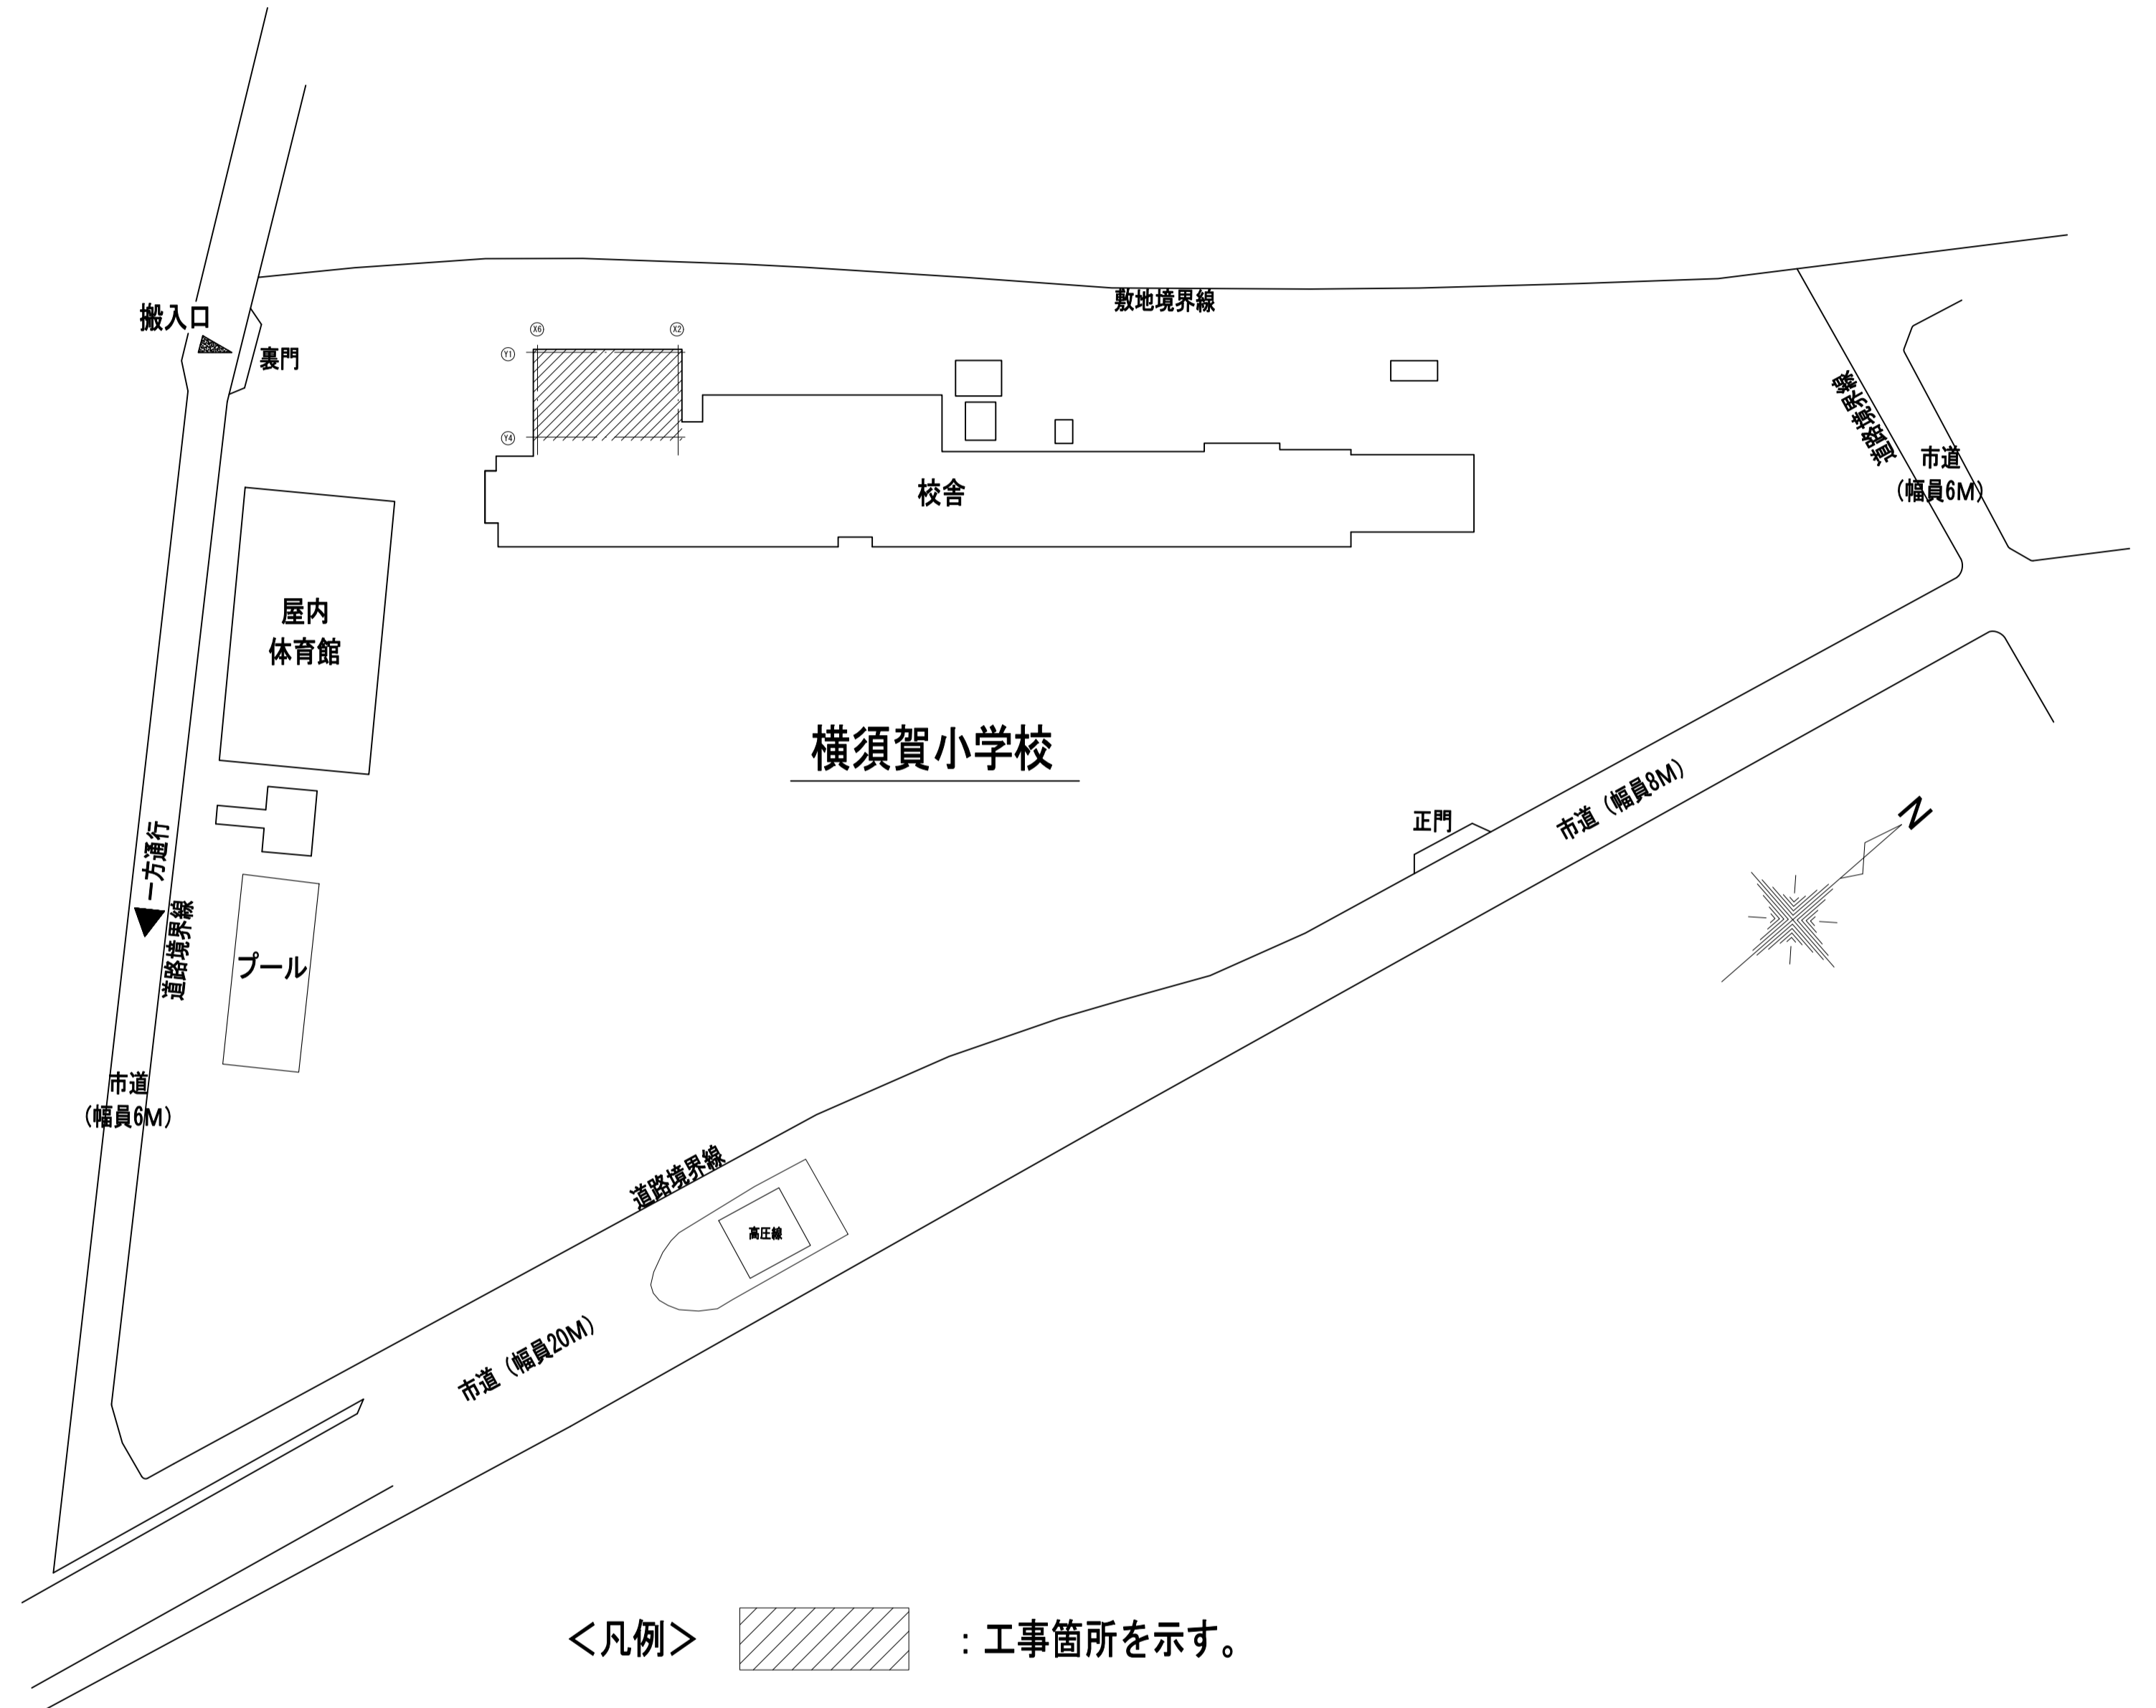 搬入口
裏門
敷地境界線
X6
X2
Y1
Y4
道路境界線
市道
(幅員6M)
校舎
屋内
体育館
横須賀小学校
正門
市道(幅員8M)
N
一方通行
道路境界線
プール
市道
(幅員6M)
道路境界線
高圧線
市道(幅員20M)
<凡例>
:工事箇所を示す。